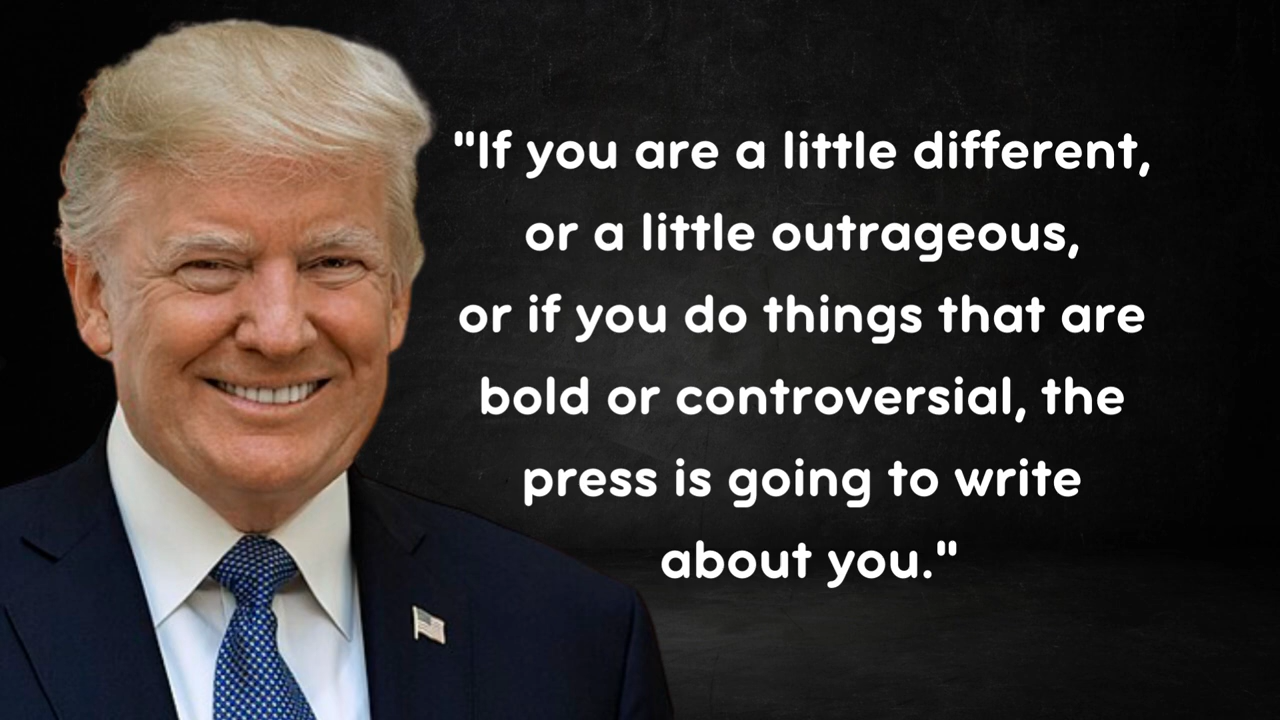 "If you are a little different,
or a little outrageous,
or if you do things that are
bold or controversial, the
press is going to write
about you."